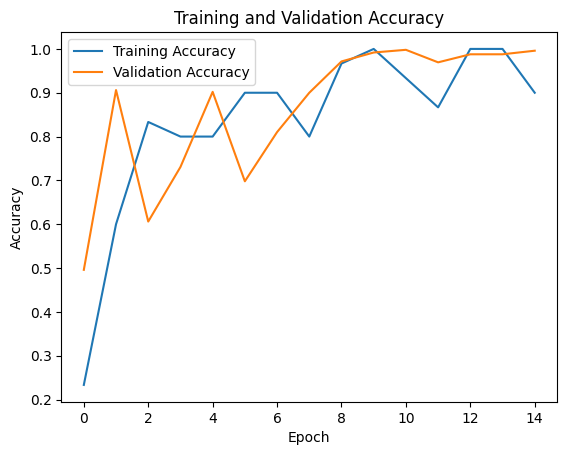 Training and Validation Accuracy
Training Accuracy
Validation Accuracy
1.0
0.9
0.8
0.7
0.6
0.5
0.4
0.3
0.2
Accuracy
0 2 4 6 8 10 12 14
Epoch